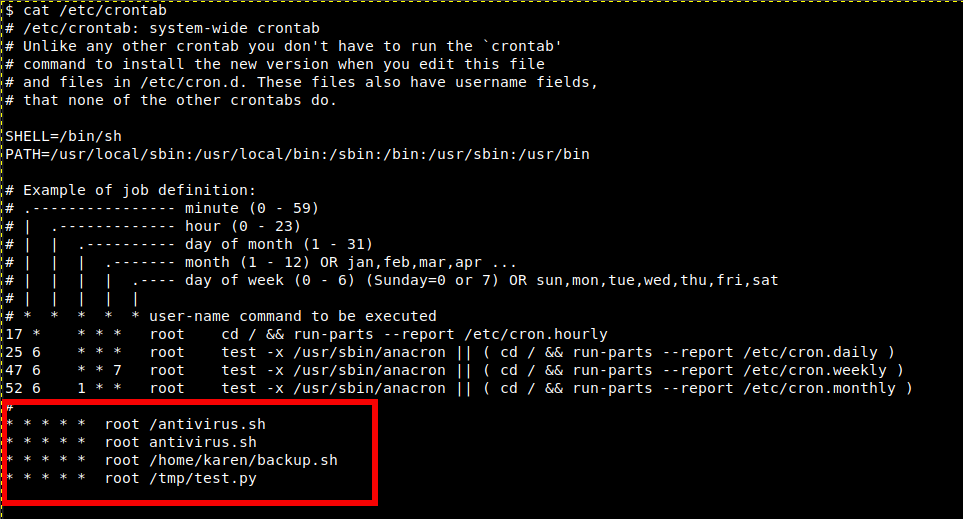 $ cat /etc/crontab
# /etc/crontab: system-wide crontab
# Unlike any other crontab you don't have to run the `crontab'
# command to install the new version when you edit this file
# and files in /etc/cron.d. These files also have username fields,
# that none of the other crontabs do.

SHELL=/bin/sh
PATH=/usr/local/sbin:/usr/local/bin:/sbin:/bin:/usr/sbin:/usr/bin

# Example of job definition:
# .---------------- minute (0 - 59)
# |  .------------- hour (0 - 23)
# |  |  .---------- day of month (1 - 31)
# |  |  |  .------- month (1 - 12) OR jan,feb,mar,apr ...
# |  |  |  |  .---- day of week (0 - 6) (Sunday=0 or 7) OR sun,mon,tue,wed,thu,fri,sat
# |  |  |  |  |
# *  *  *  *  * user-name command to be executed
17 *    * * *   root    cd / && run-parts --report /etc/cron.hourly
25 6    * * *   root    test -x /usr/sbin/anacron || ( cd / && run-parts --report /etc/cron.daily )
47 6    * * 7   root    test -x /usr/sbin/anacron || ( cd / && run-parts --report /etc/cron.weekly )
52 6    1 * *   root    test -x /usr/sbin/anacron || ( cd / && run-parts --report /etc/cron.monthly )
#
* * * * *  root /antivirus.sh
* * * * *  root antivirus.sh
* * * * *  root /home/karen/backup.sh
* * * * *  root /tmp/test.py